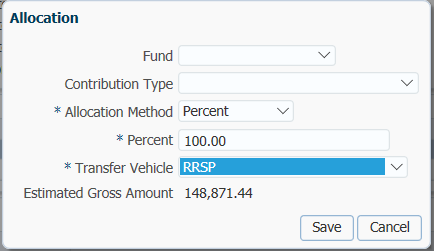 Allocation
Fund
Contribution Type
* Allocation Method Percent
* Percent 100.00
* Transfer Vehicle RRSP
Estimated Gross Amount 148,871.44
Save Cancel